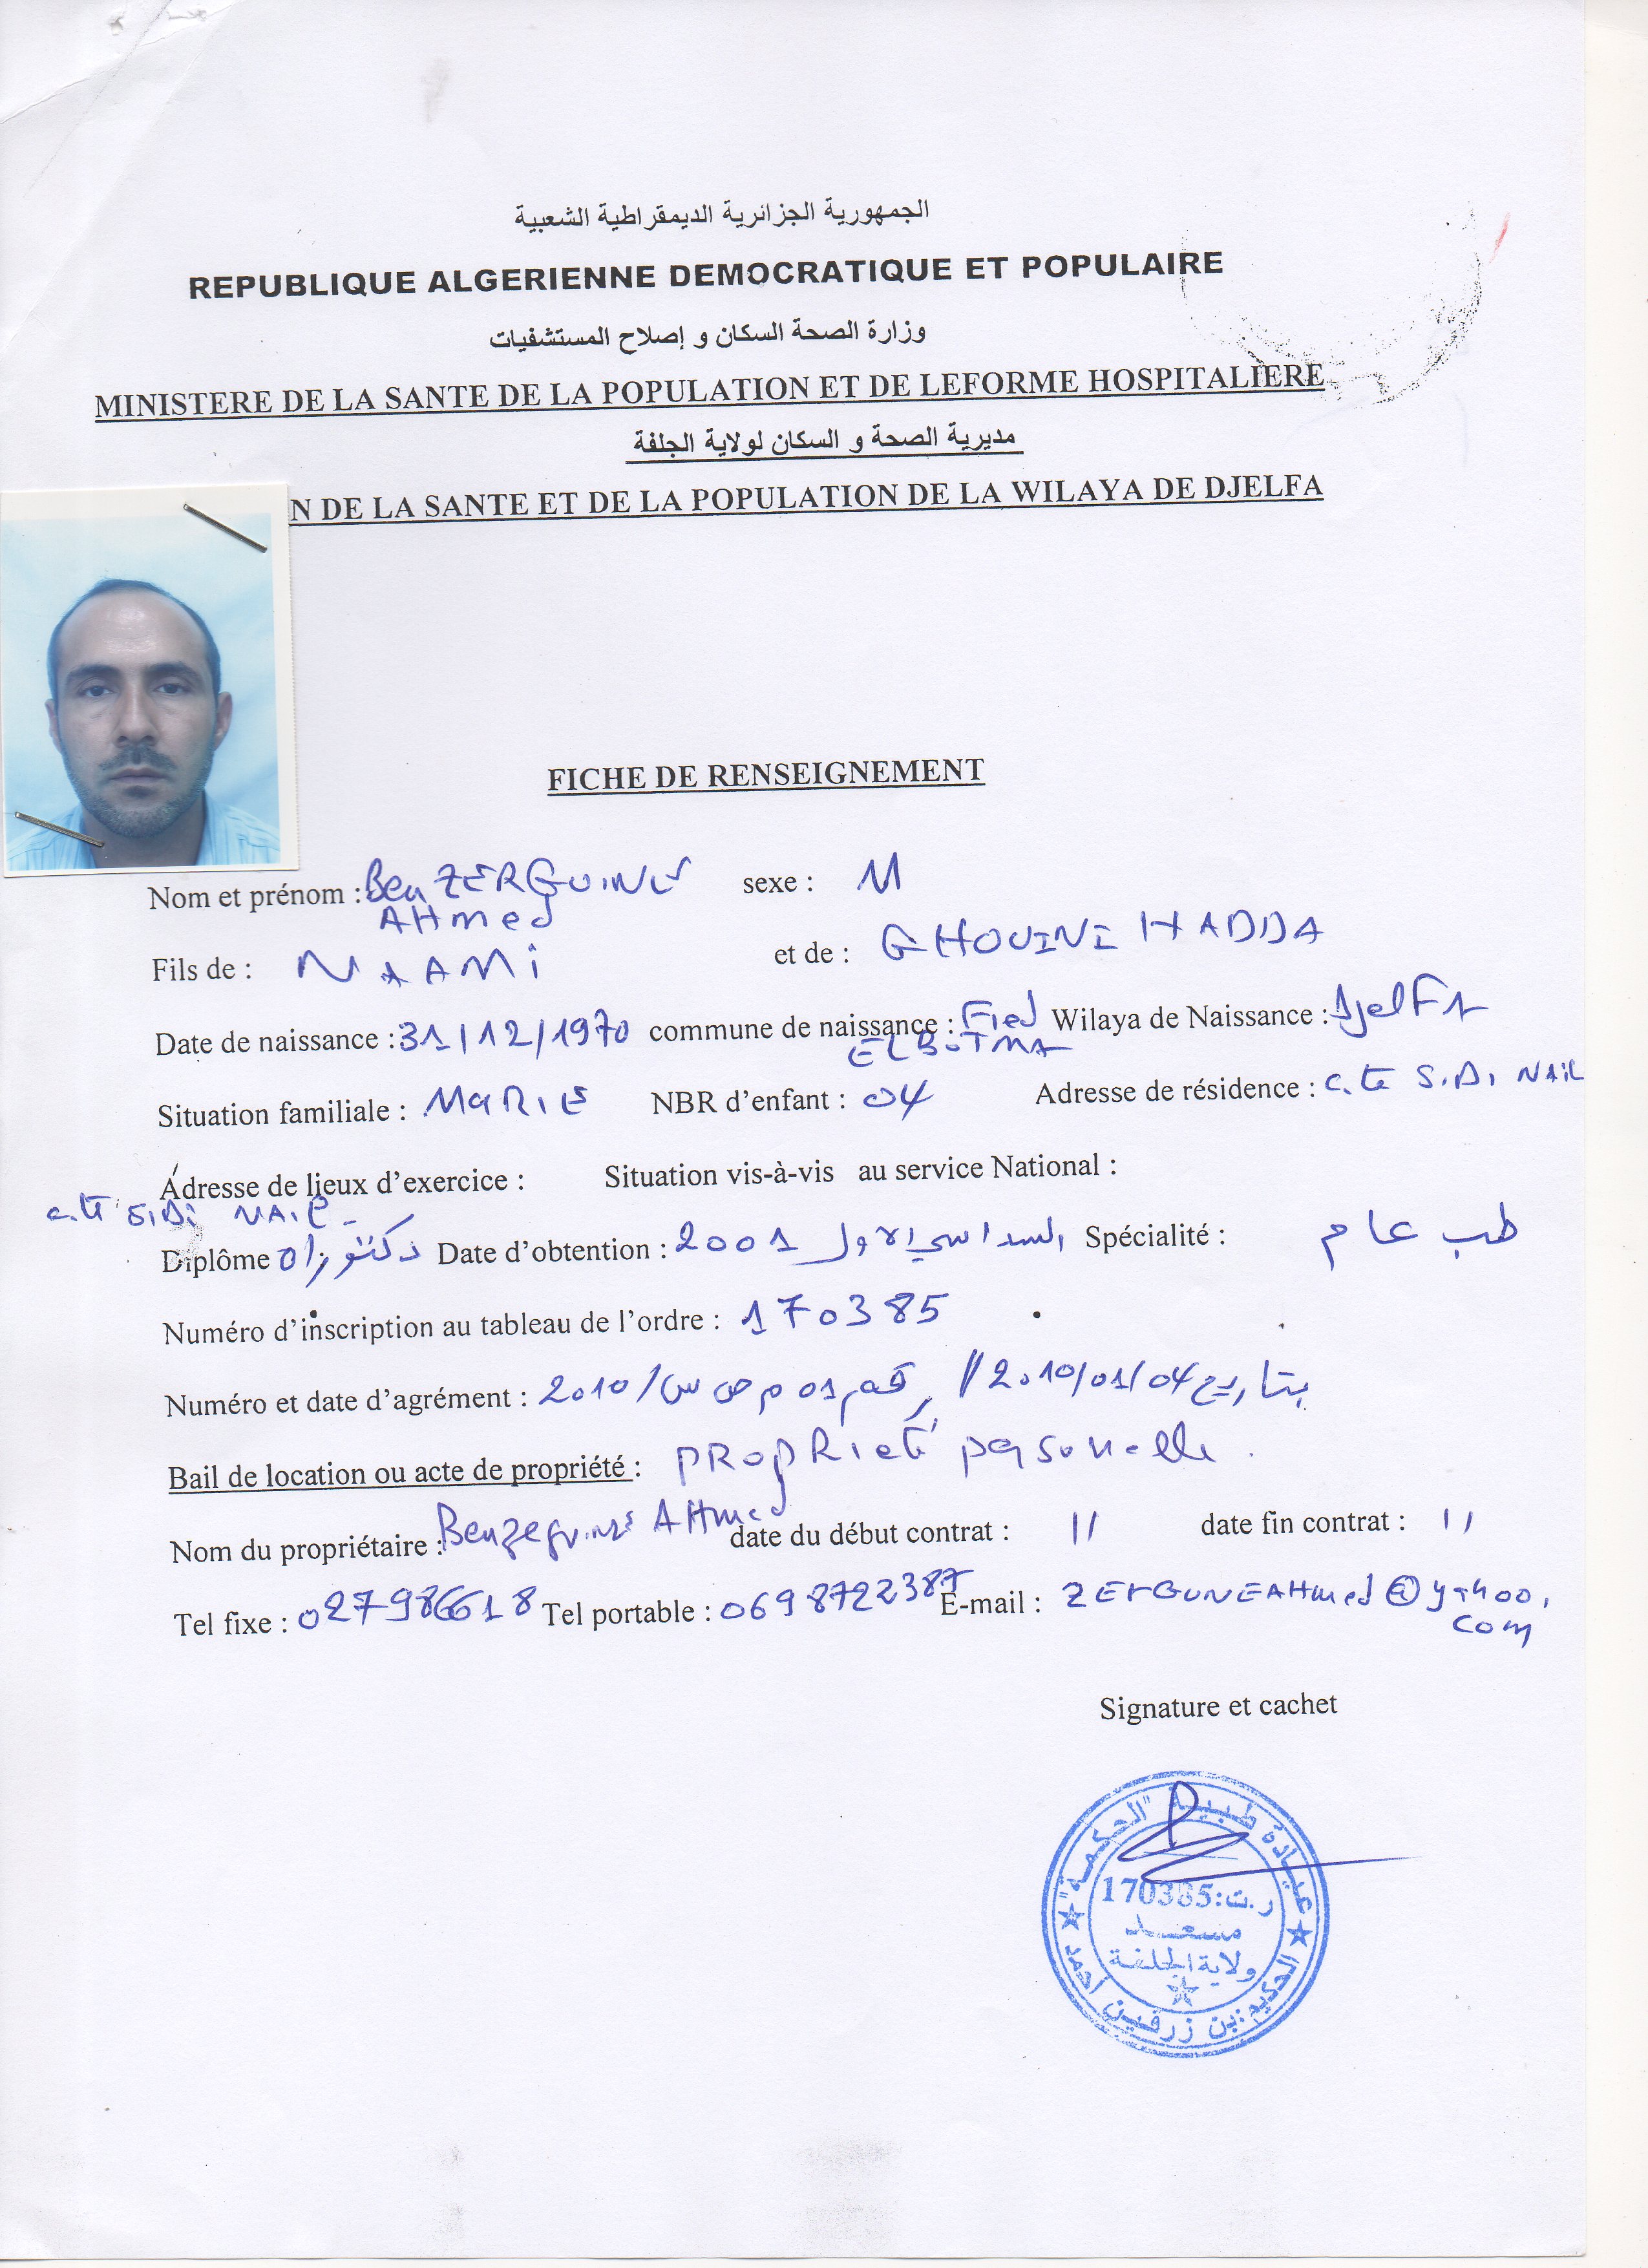 الجمهورية الجزائرية الديمقراطية الشعبية
REPUBLIQUE ALGERIENNE DEMOCRATIQUE ET POPULAIRE
وزارة الصحة السكان و إصلاح المستشفيات
MINISTERE DE LA SANTE DE LA POPULATION ET DE LEFORME HOSPITALIERE
مديرية الصحة و السكان لولاية الجلفة
N DE LA SANTE ET DE LA POPULATION DE LA WILAYA DE DJELFA
FICHE DE RENSEIGNEMENT
Nom et prénom : Ben ZERGUINE sexe : M
AHmed
Fils de : NAAMi et de : GHOUINI HADDA
Date de naissance : 31/12/1970 commune de naissance : Fied Wilaya de Naissance : DjelFA
ELBOTMA
Situation familiale : MaRIE NBR d’enfant : 04 Adresse de résidence : cité SIDI NAIL
Adresse de lieux d’exercice : Situation vis-à-vis au service National :
cité SIDi NAiL
Diplôme دكتوراه Date d’obtention : السداسي الاول 2001 Spécialité : طب عام
Numéro d’inscription au tableau de l’ordre : 170385
Numéro et date d’agrément : رقم 01 م ص س/2010 // بتاريخ 2010/01/04
Bail de location ou acte de propriété : PROpRieté personelle.
Nom du propriétaire : AHmed date du début contrat : // date fin contrat : //
Tel fixe : 027986618 Tel portable : 0698722387 E-mail : ZERGUNEAHmed@yahoo.
com
Signature et cachet
عيادة طبية "الحكمة"
ر.ت:170385
مسعد
ولاية الجلفة
الحكيم:بن زرقين أحمد